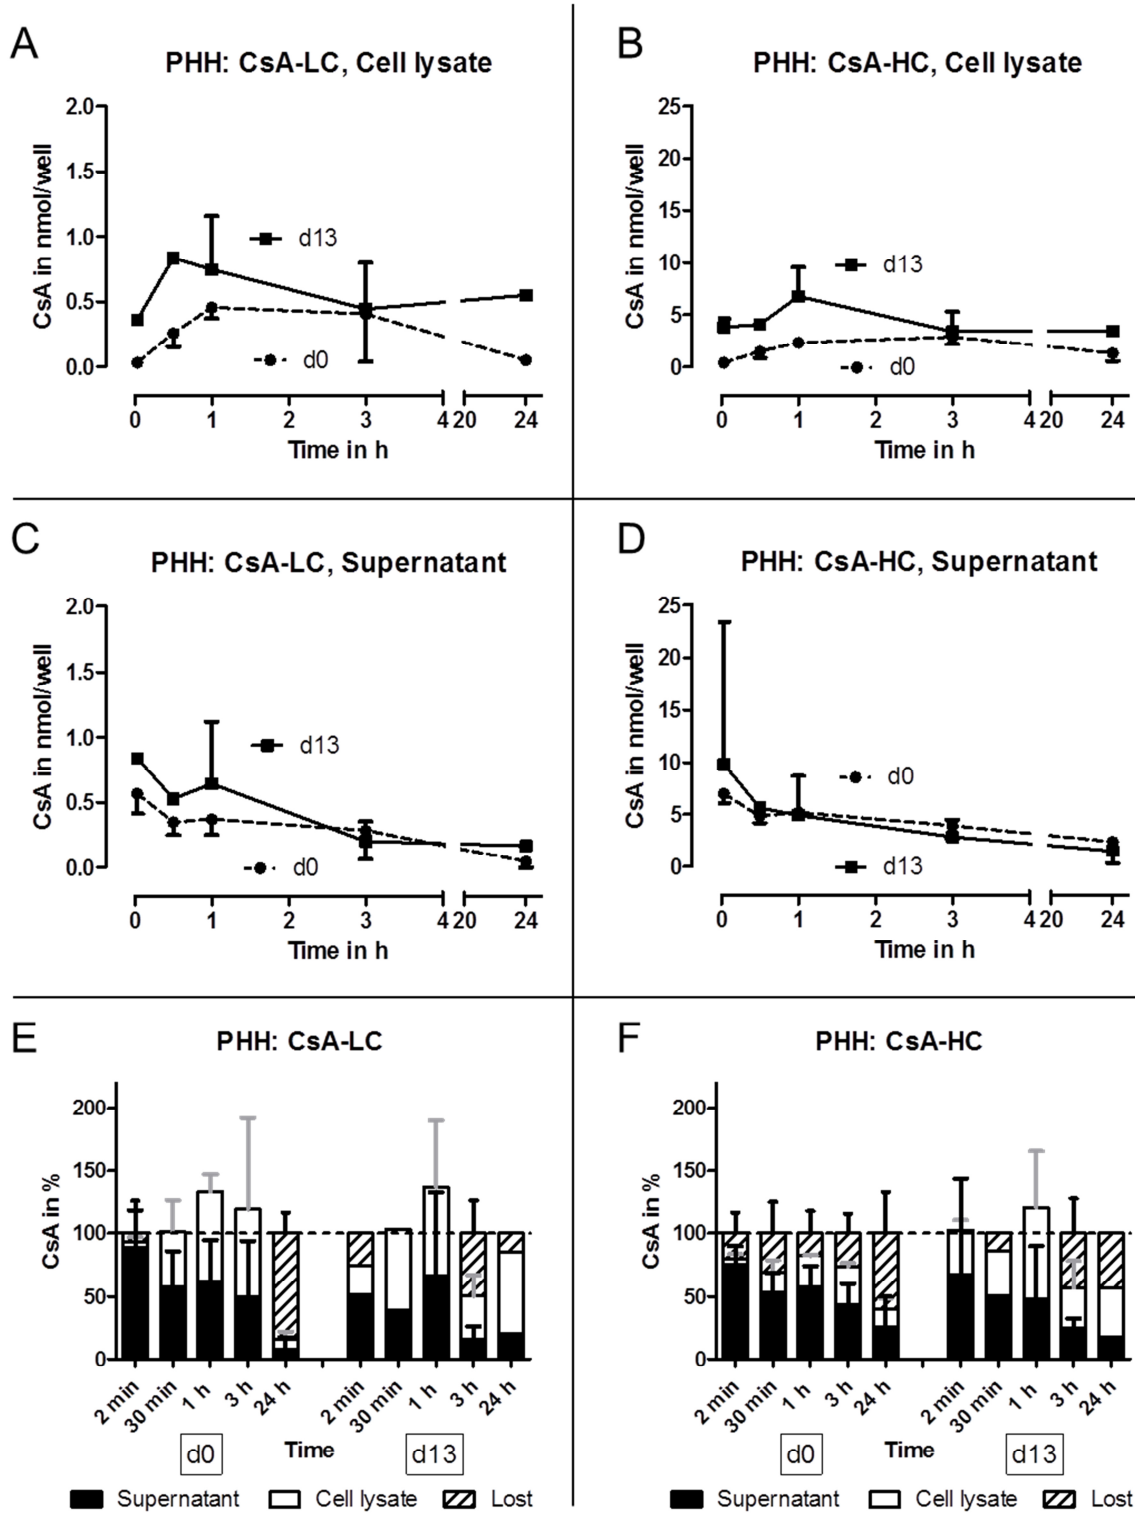 A
PHH: CsA-LC, Cell lysate
CsA in nmol/well
2.0
1.5
1.0
0.5
0.0
d13
d0
0 1 2 3 4 20 24
Time in h
B
PHH: CsA-HC, Cell lysate
CsA in nmol/well
25
20
15
10
5
0
d13
d0
0 1 2 3 4 20 24
Time in h
C
PHH: CsA-LC, Supernatant
CsA in nmol/well
2.0
1.5
1.0
0.5
0.0
d13
d0
0 1 2 3 4 20 24
Time in h
D
PHH: CsA-HC, Supernatant
CsA in nmol/well
25
20
15
10
5
0
d0
d13
0 1 2 3 4 20 24
Time in h
E
PHH: CsA-LC
CsA in %
200
150
100
50
0
2 min 30 min 1 h 3 h 24 h 2 min 30 min 1 h 3 h 24 h
d0 Time d13
Supernatant Cell lysate Lost
F
PHH: CsA-HC
CsA in %
200
150
100
50
0
2 min 30 min 1 h 3 h 24 h 2 min 30 min 1 h 3 h 24 h
d0 Time d13
Supernatant Cell lysate Lost